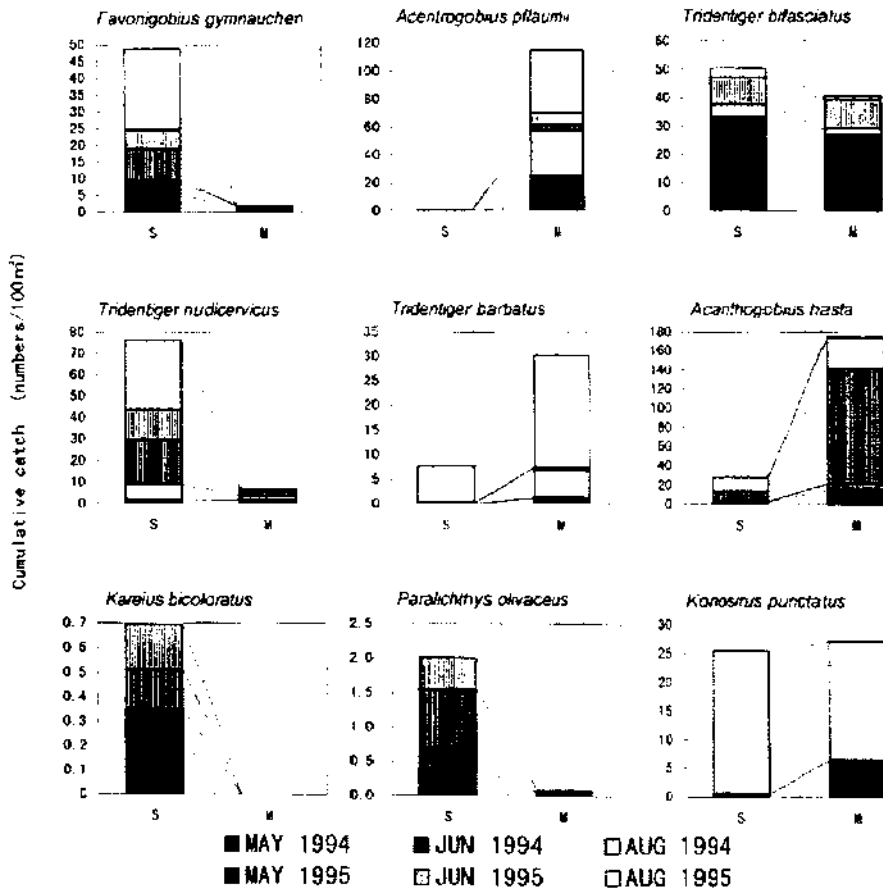 Favonigobius gymnauchen
Acentrogobius pflaumii
Tridentiger bifasciatus
50
45
40
35
30
25
20
15
10
5
0
S
M
120
100
80
60
40
20
0
S
M
60
50
40
30
20
10
0
S
M
Cumulative catch (numbers/100m²)
Tridentiger nudicervicus
Tridentiger barbatus
Acanthogobius hasta
80
70
60
50
40
30
20
10
0
S
M
35
30
25
20
15
10
5
0
S
M
180
160
140
120
100
80
60
40
20
0
S
M
Kareius bicoloratus
Paralichthys olivaceus
Konosirus punctatus
0.7
0.6
0.5
0.4
0.3
0.2
0.1
0
S
M
2.5
2.0
1.5
1.0
0.5
0.0
S
M
30
25
20
15
10
5
0
S
M
MAY 1994
JUN 1994
AUG 1994
MAY 1995
JUN 1995
AUG 1995